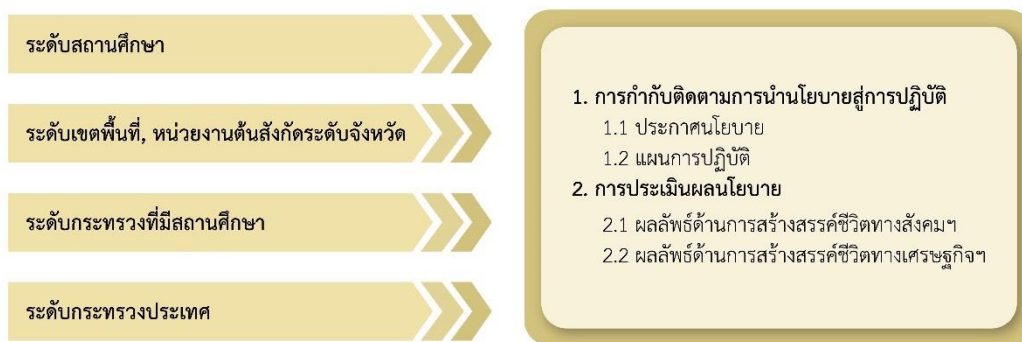 ระดับสถานศึกษา
ระดับเขตพื้นที่, หน่วยงานต้นสังกัดระดับจังหวัด
ระดับกระทรวงที่มีสถานศึกษา
ระดับกระทรวงประเทศ
1. การกำกับติดตามการนำนโยบายสู่การปฏิบัติ
1.1 ประกาศนโยบาย
1.2 แผนการปฏิบัติ
2. การประเมินผลนโยบาย
2.1 ผลลัพธ์ด้านการสร้างสรรค์ชีวิตทางสังคมฯ
2.2 ผลลัพธ์ด้านการสร้างสรรค์ชีวิตทางเศรษฐกิจฯ